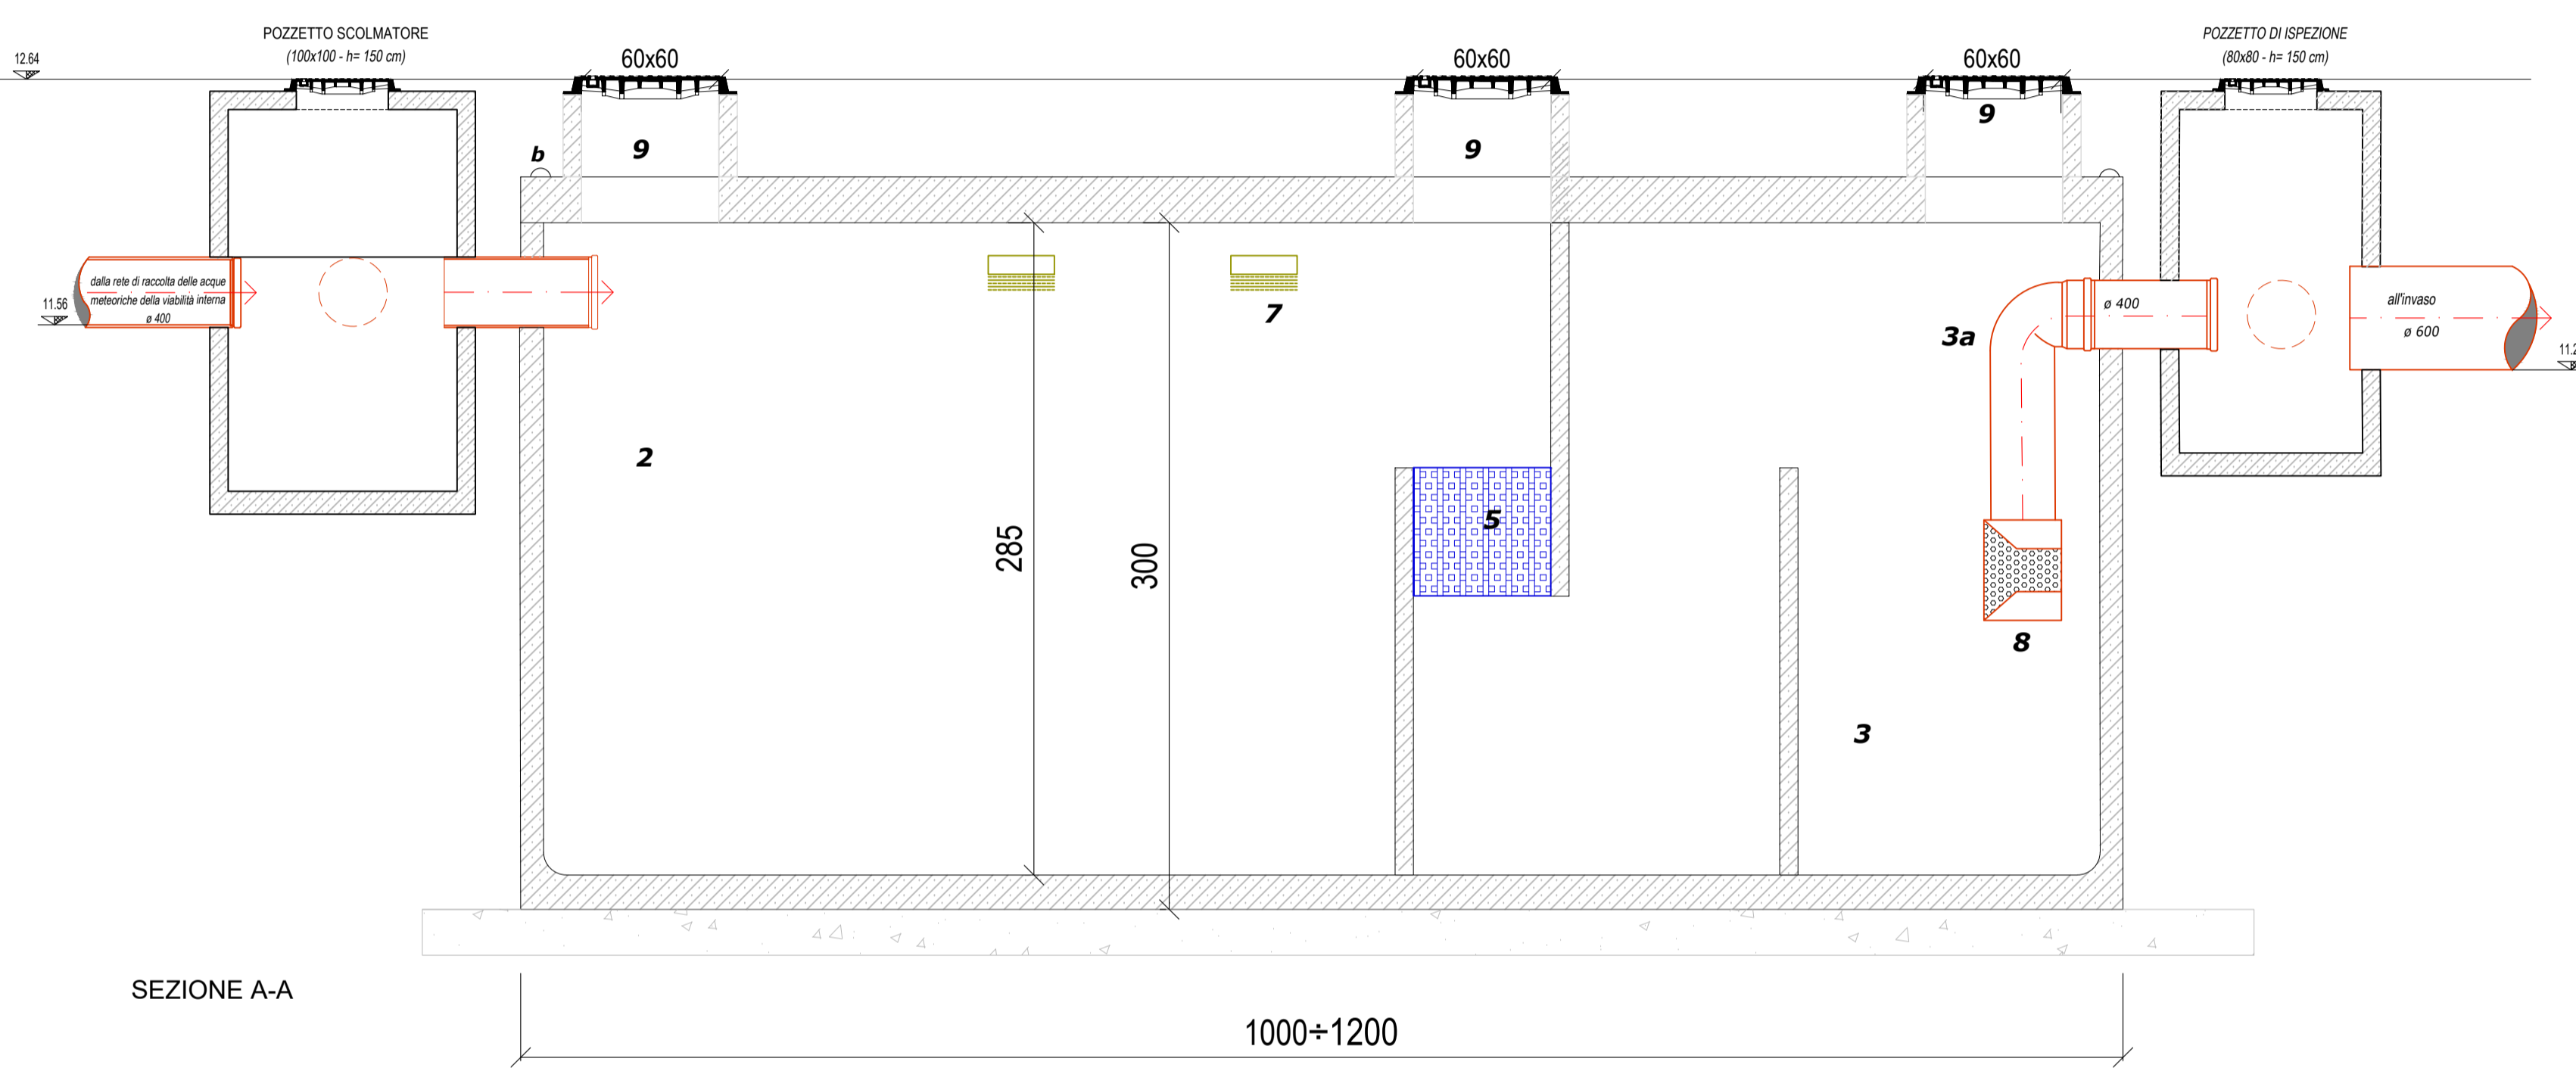 POZZETTO SCOLMATORE
(100x100 - h= 150 cm)
POZZETTO DI ISPEZIONE
(80x80 - h= 150 cm)
12.64
60x60
60x60
60x60
9
9
9
b
dalla rete di raccolta delle acque
meteoriche della viabilità interna
ø 400
11.56
7
3a
ø 400
all'invaso
ø 600
11.2
2
5
285
300
8
3
SEZIONE A-A
1000÷1200